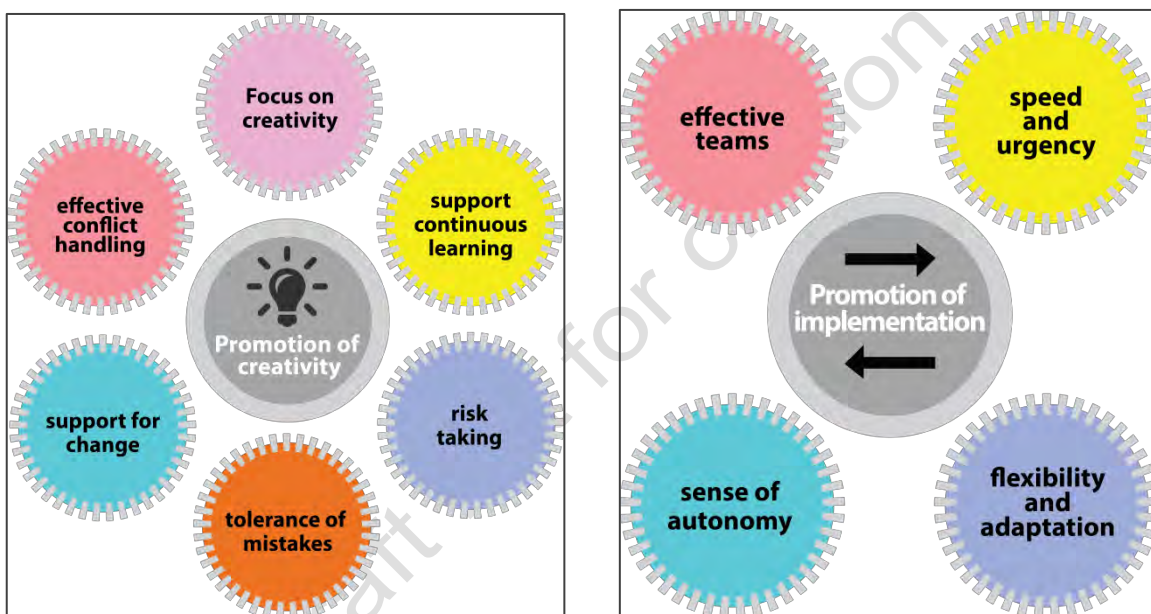 Focus on
creativity
effective
conflict
handling
support
continuous
learning
Promotion of
creativity
support for
change
risk
taking
tolerance of
mistakes
effective
teams
speed
and
urgency
Promotion of
implementation
sense of
autonomy
flexibility
and
adaptation